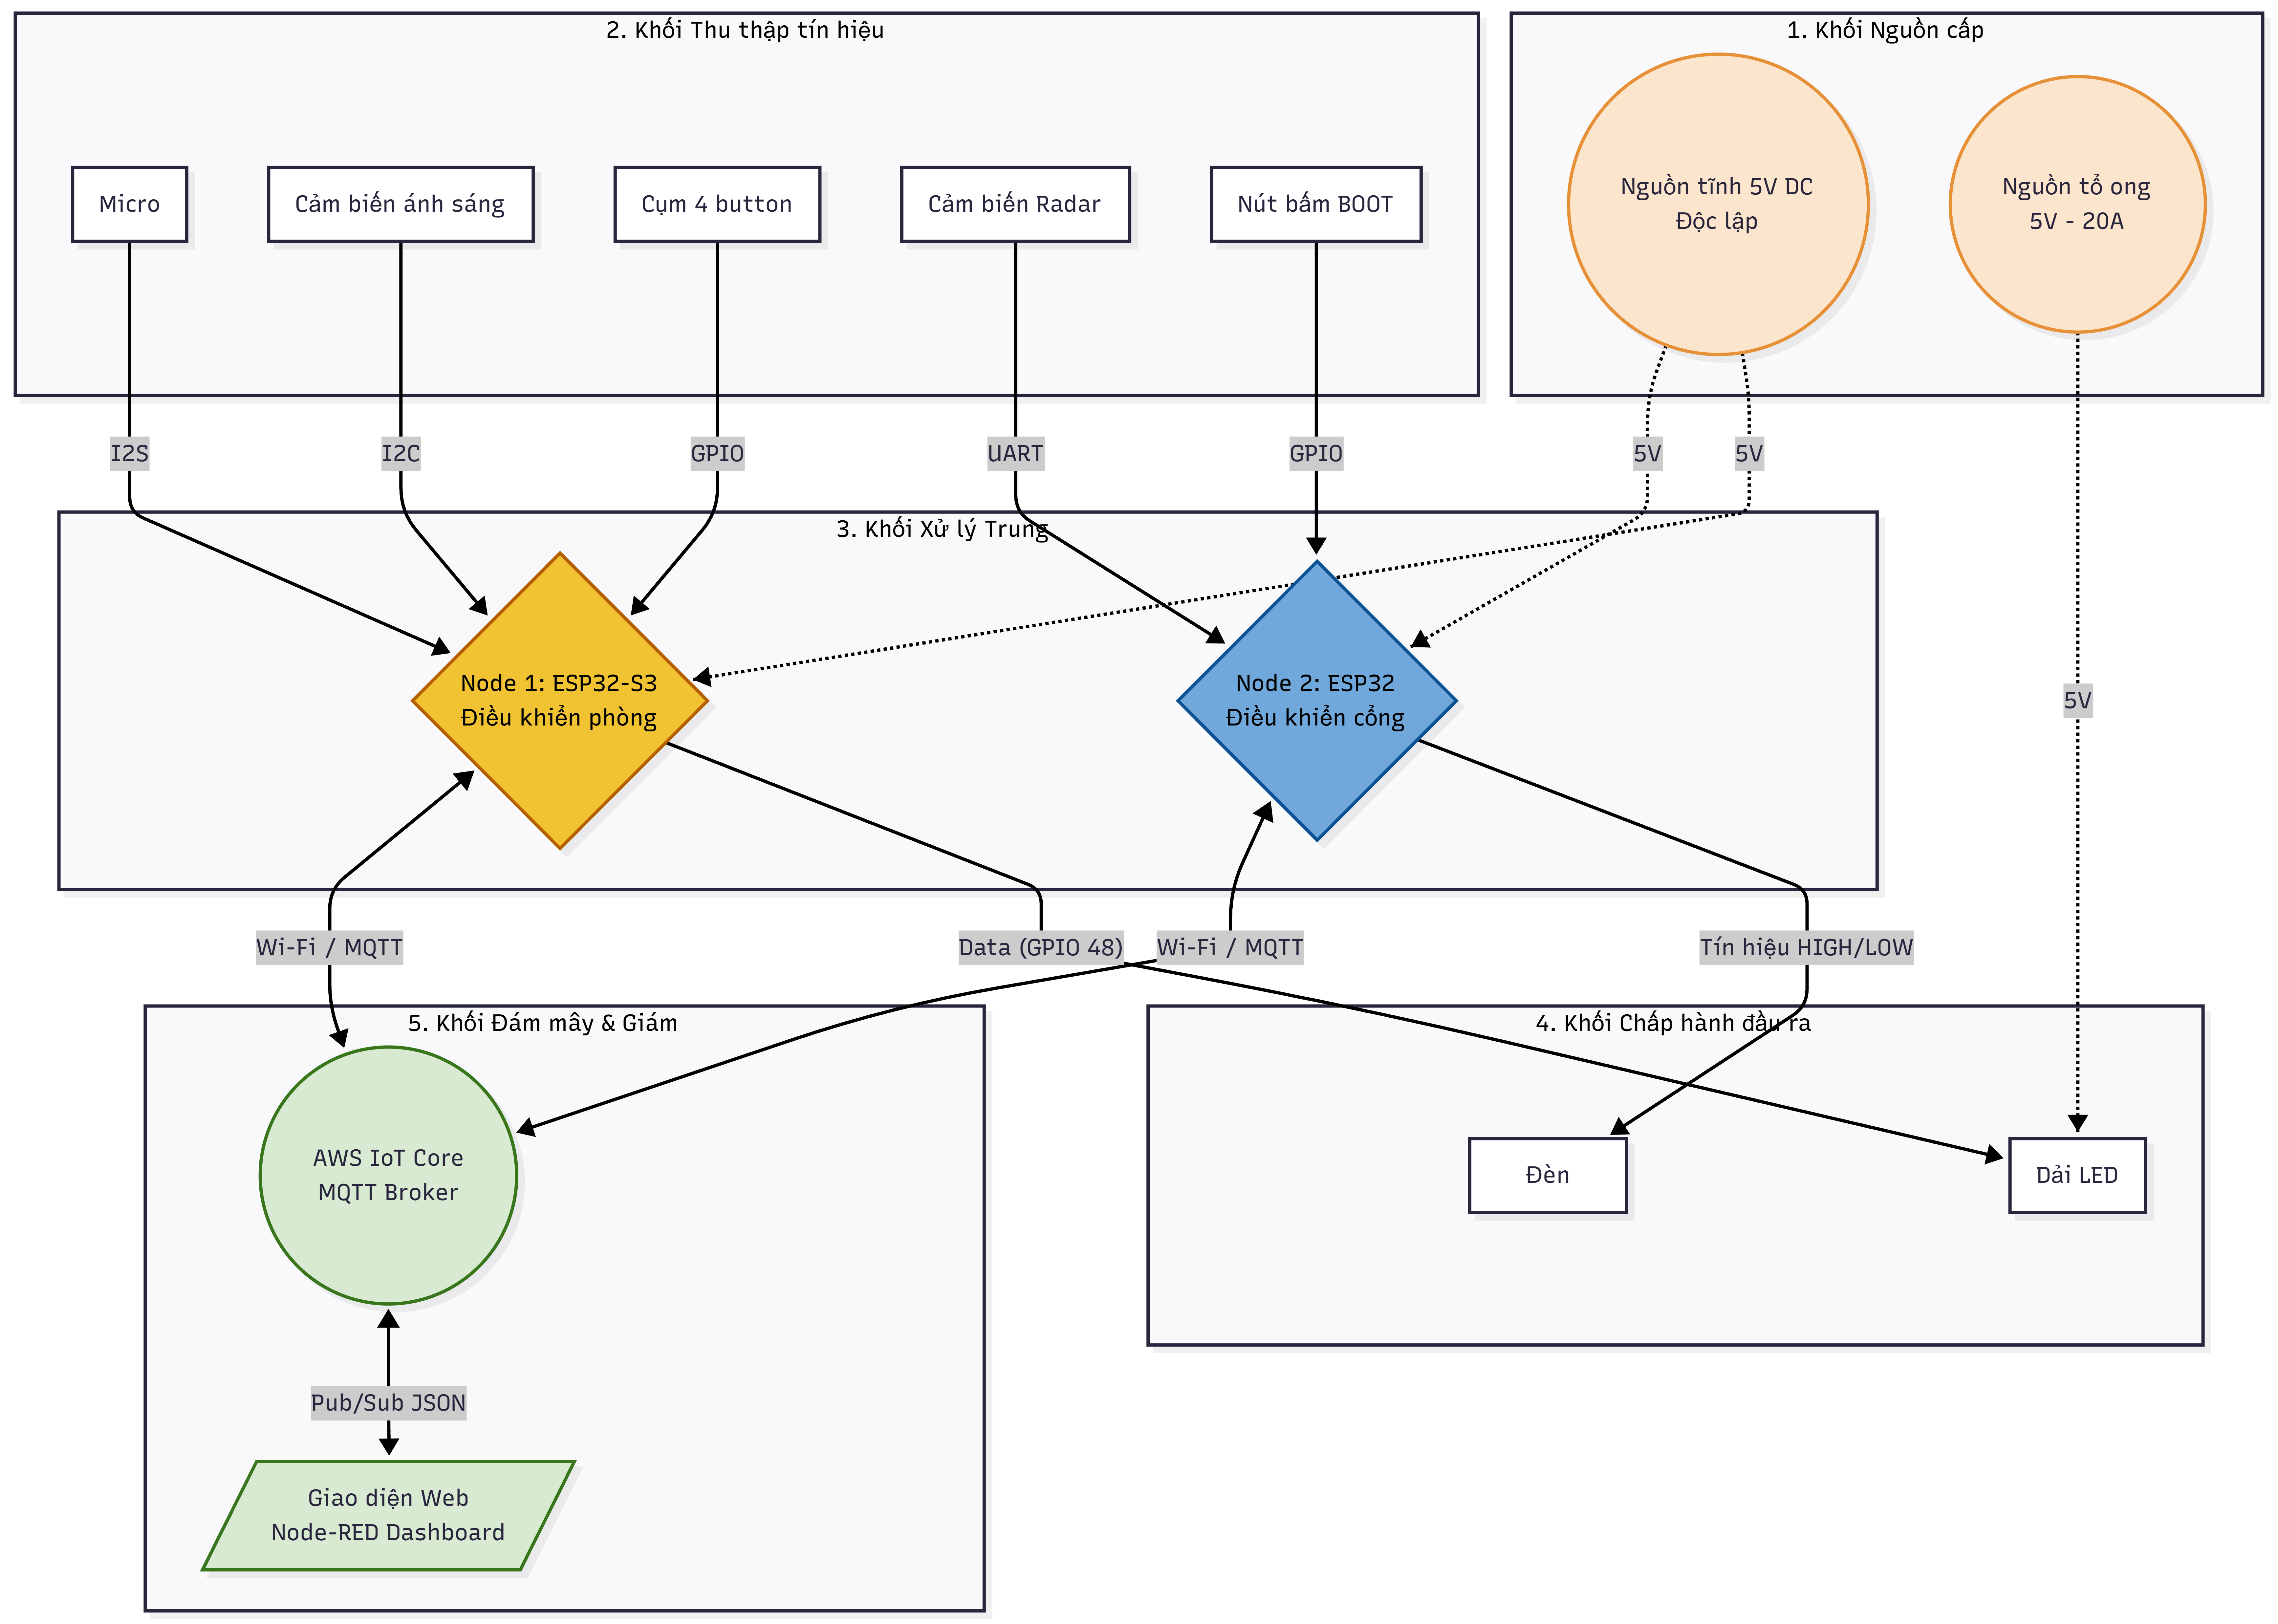 2. Khối Thu thập tín hiệu
1. Khối Nguồn cấp
Micro
Cảm biến ánh sáng
Cụm 4 button
Cảm biến Radar
Nút bấm BOOT
Nguồn tĩnh 5V DC
Độc lập
Nguồn tổ ong
5V - 20A
I2S
I2C
GPIO
UART
GPIO
5V
5V
3. Khối Xử lý Trung
Node 1: ESP32-S3
Điều khiển phòng
Node 2: ESP32
Điều khiển cổng
5V
Wi-Fi / MQTT
Data (GPIO 48)
Wi-Fi / MQTT
Tín hiệu HIGH/LOW
5. Khối Đám mây & Giám
4. Khối Chấp hành đầu ra
AWS IoT Core
MQTT Broker
Đèn
Dải LED
Pub/Sub JSON
Giao diện Web
Node-RED Dashboard